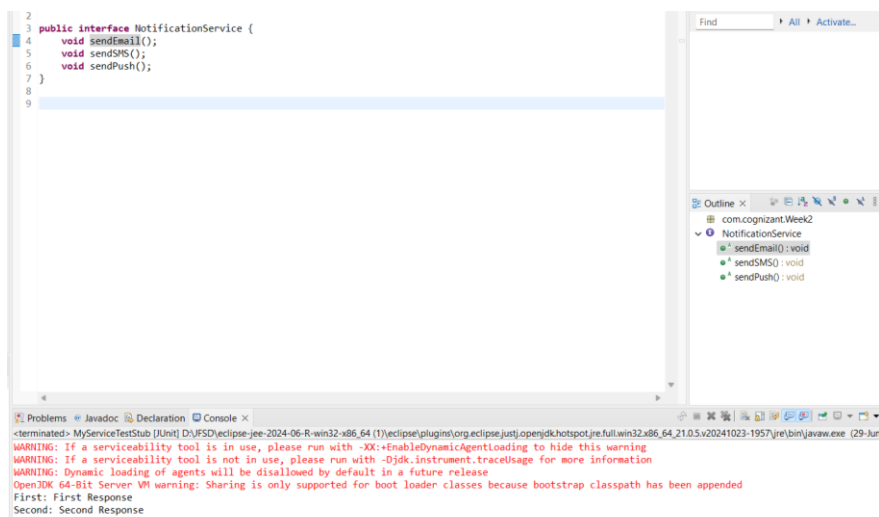 2
3 public interface NotificationService {
4 void sendEmail();
5 void sendSMS();
6 void sendPush();
7 }
8
9
Find All Activate...
Outline
com.cognizant.Week2
NotificationService
sendEmail() : void
sendSMS() : void
sendPush() : void
Problems Javadoc Declaration Console
<terminated> MyServiceTestStub [JUnit] D:\JFSD\eclipse-jee-2024-06-R-win32-x86_64 (1)\eclipse\plugins\org.eclipse.justj.openjdk.hotspot.jre.full.win32.x86_64_21.0.5.v20241023-1957\jre\bin\javaw.exe (29-Jun
WARNING: If a serviceability tool is in use, please run with -XX:+EnableDynamicAgentLoading to hide this warning
WARNING: If a serviceability tool is not in use, please run with -Djdk.instrument.traceUsage for more information
WARNING: Dynamic loading of agents will be disallowed by default in a future release
OpenJDK 64-Bit Server VM warning: Sharing is only supported for boot loader classes because bootstrap classpath has been appended
First: First Response
Second: Second Response